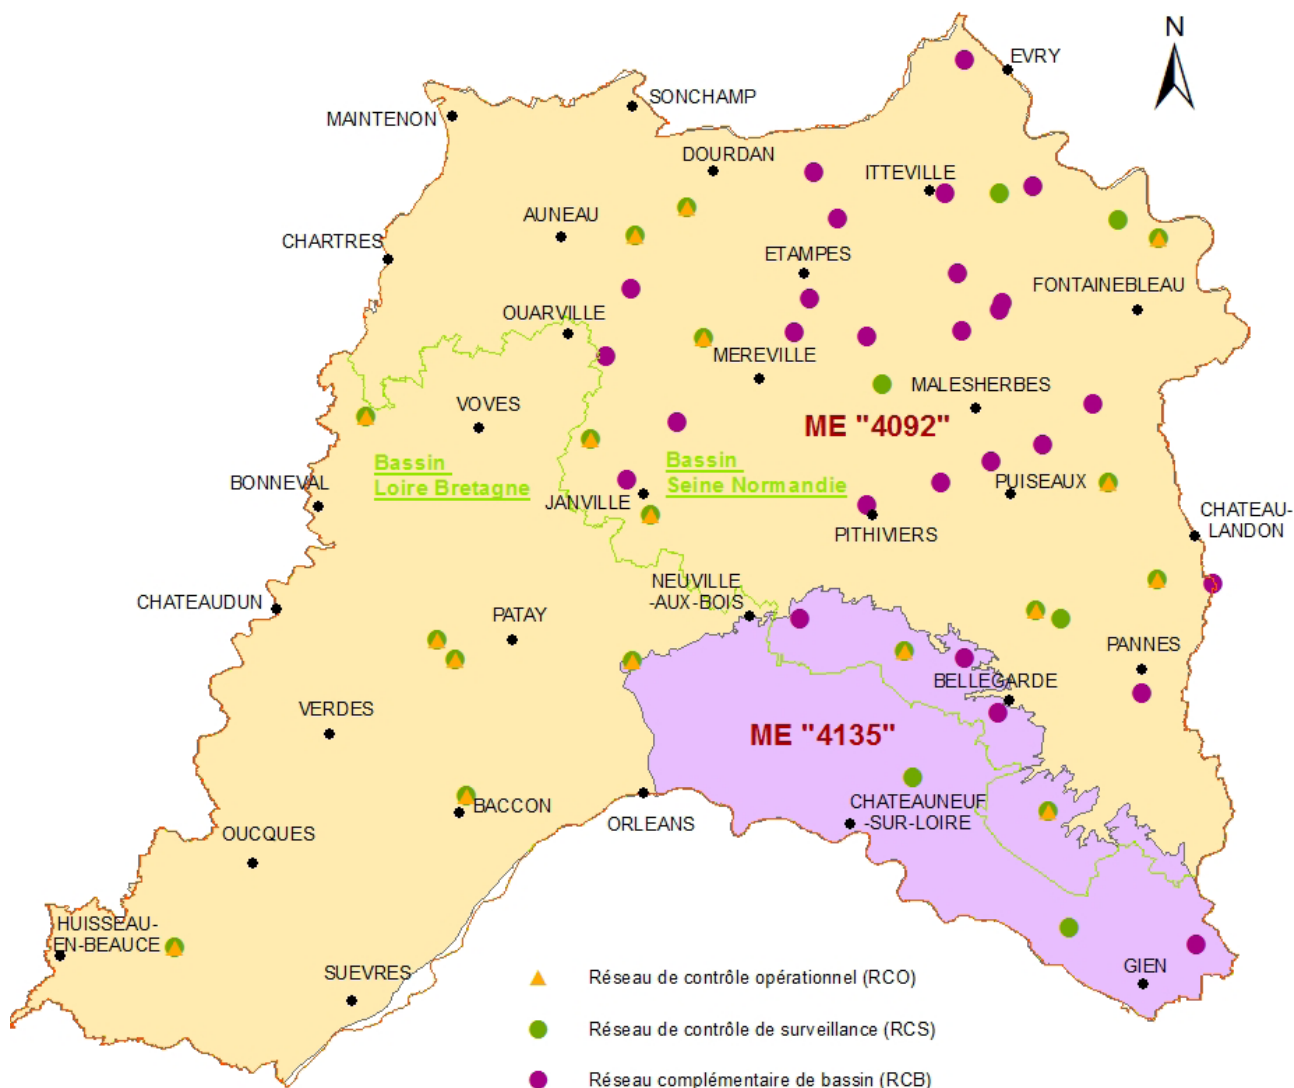 N
EVRY
SONCHAMP
MAINTENON
DOURDAN
ITTEVILLE
AUNEAU
CHARTRES
ETAMPES
FONTAINEBLEAU
OUARVILLE
MEREVILLE
MALESHERBES
VOVES
ME "4092"
Bassin
Loire Bretagne
Bassin
Seine Normandie
BONNEVAL
JANVILLE
PUISEAUX
CHATEAU-
LANDON
PITHIVIERS
NEUVILLE
-AUX-BOIS
CHATEAUDUN
PATAY
PANNES
BELLEGARDE
VERDES
ME "4135"
BACCON
ORLEANS
CHATEAUNEUF
-SUR-LOIRE
OUCQUES
HUISSEAU-
EN-BEAUCE
SUEVRES
GIEN
Réseau de contrôle opérationnel (RCO)
Réseau de contrôle de surveillance (RCS)
Réseau complémentaire de bassin (RCB)